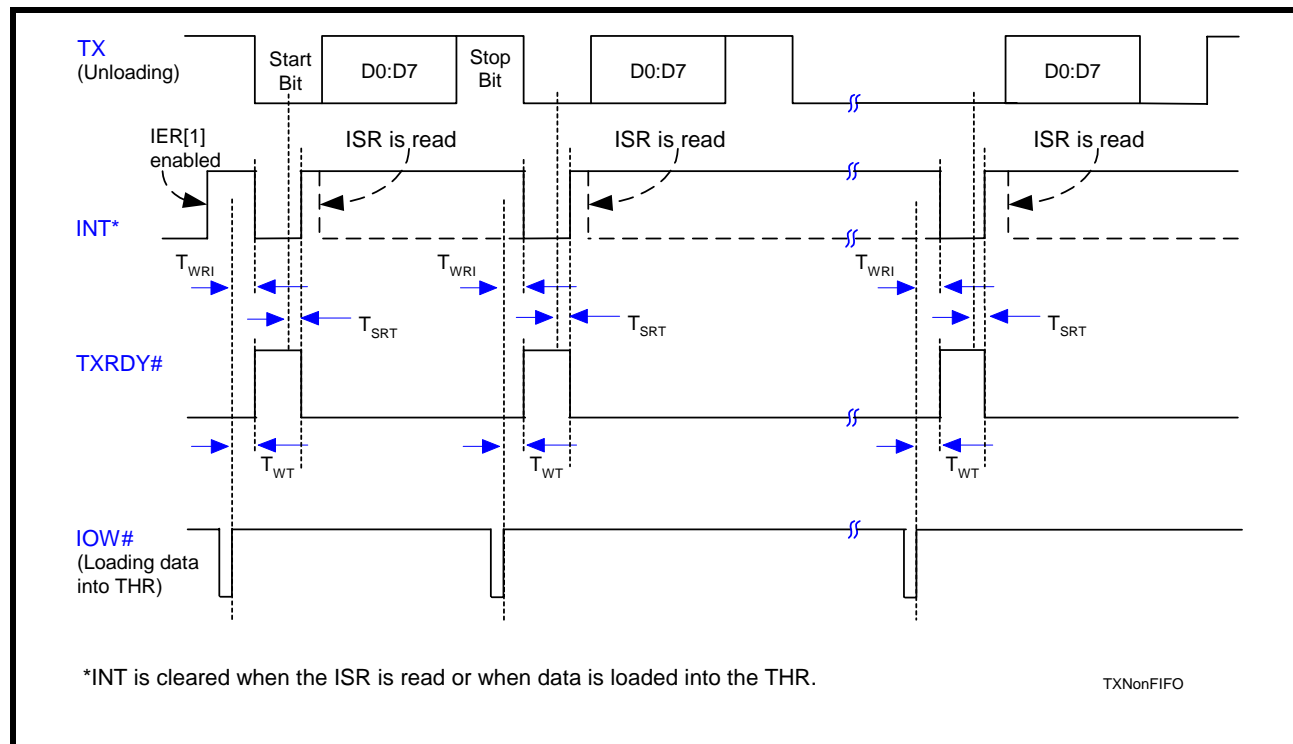 TX
(Unloading)
Start
Bit
D0:D7
Stop
Bit
D0:D7
D0:D7
IER[1]
enabled
ISR is read
ISR is read
ISR is read
INT*
TWRI
TWRI
TWRI
TSRT
TSRT
TSRT
TXRDY#
TWT
TWT
TWT
IOW#
(Loading data
into THR)
*INT is cleared when the ISR is read or when data is loaded into the THR.
TXNonFIFO